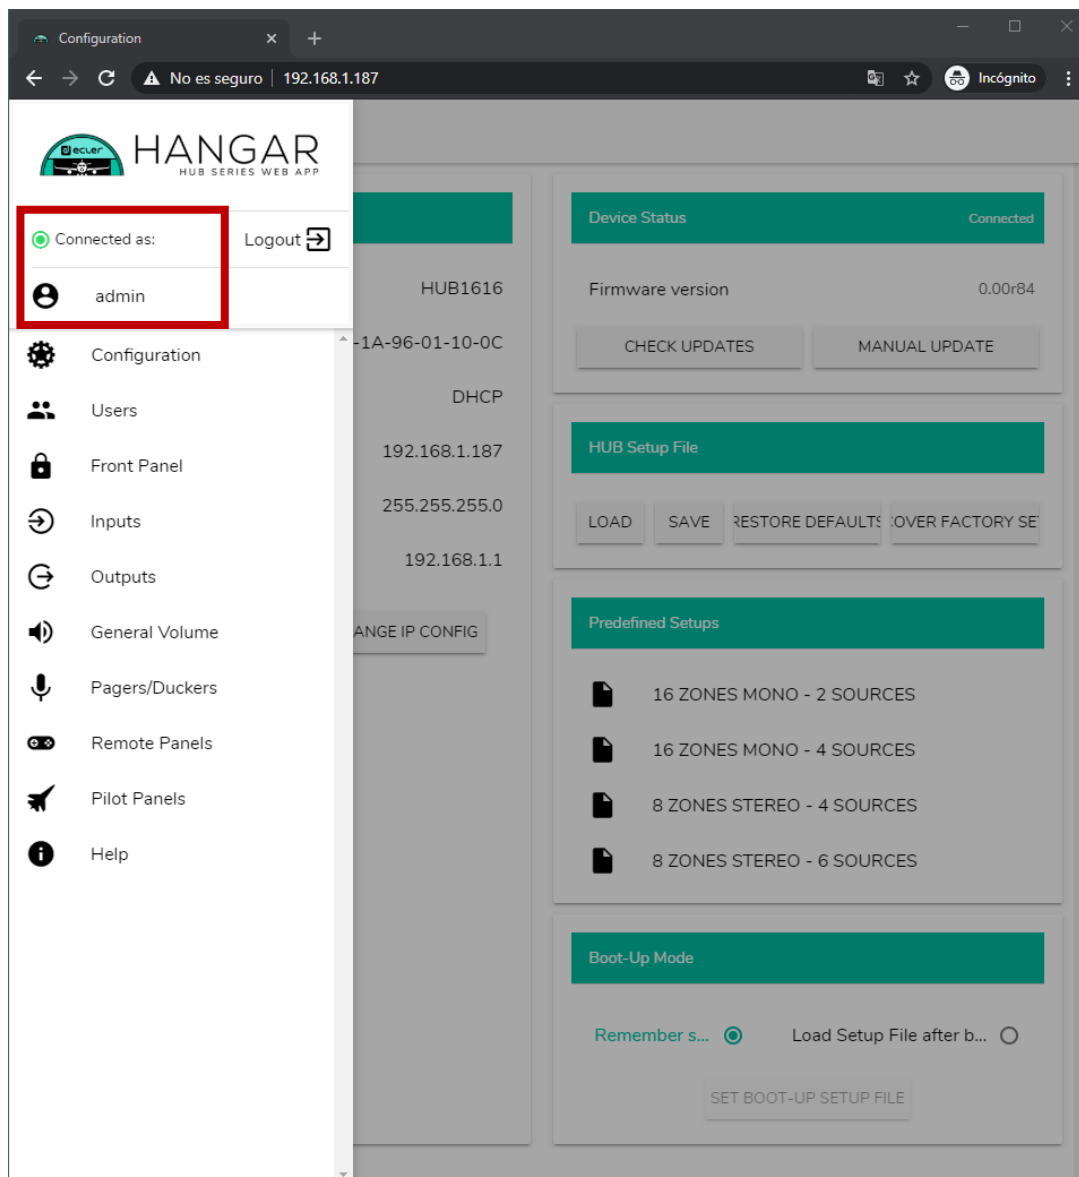 Configuration
No es seguro | 192.168.1.187
Incógnito
ecler
HANGAR
HUB SERIES WEB APP
Connected as:
Logout
admin
Configuration
Users
Front Panel
Inputs
Outputs
General Volume
Pagers/Duckers
Remote Panels
Pilot Panels
Help
HUB1616
-1A-96-01-10-0C
DHCP
192.168.1.187
255.255.255.0
192.168.1.1
ANGE IP CONFIG
Device Status
Connected
Firmware version
0.00r84
CHECK UPDATES
MANUAL UPDATE
HUB Setup File
LOAD
SAVE
RESTORE DEFAULTS
COVER FACTORY SE
Predefined Setups
16 ZONES MONO - 2 SOURCES
16 ZONES MONO - 4 SOURCES
8 ZONES STEREO - 4 SOURCES
8 ZONES STEREO - 6 SOURCES
Boot-Up Mode
Remember s...
Load Setup File after b...
SET BOOT-UP SETUP FILE